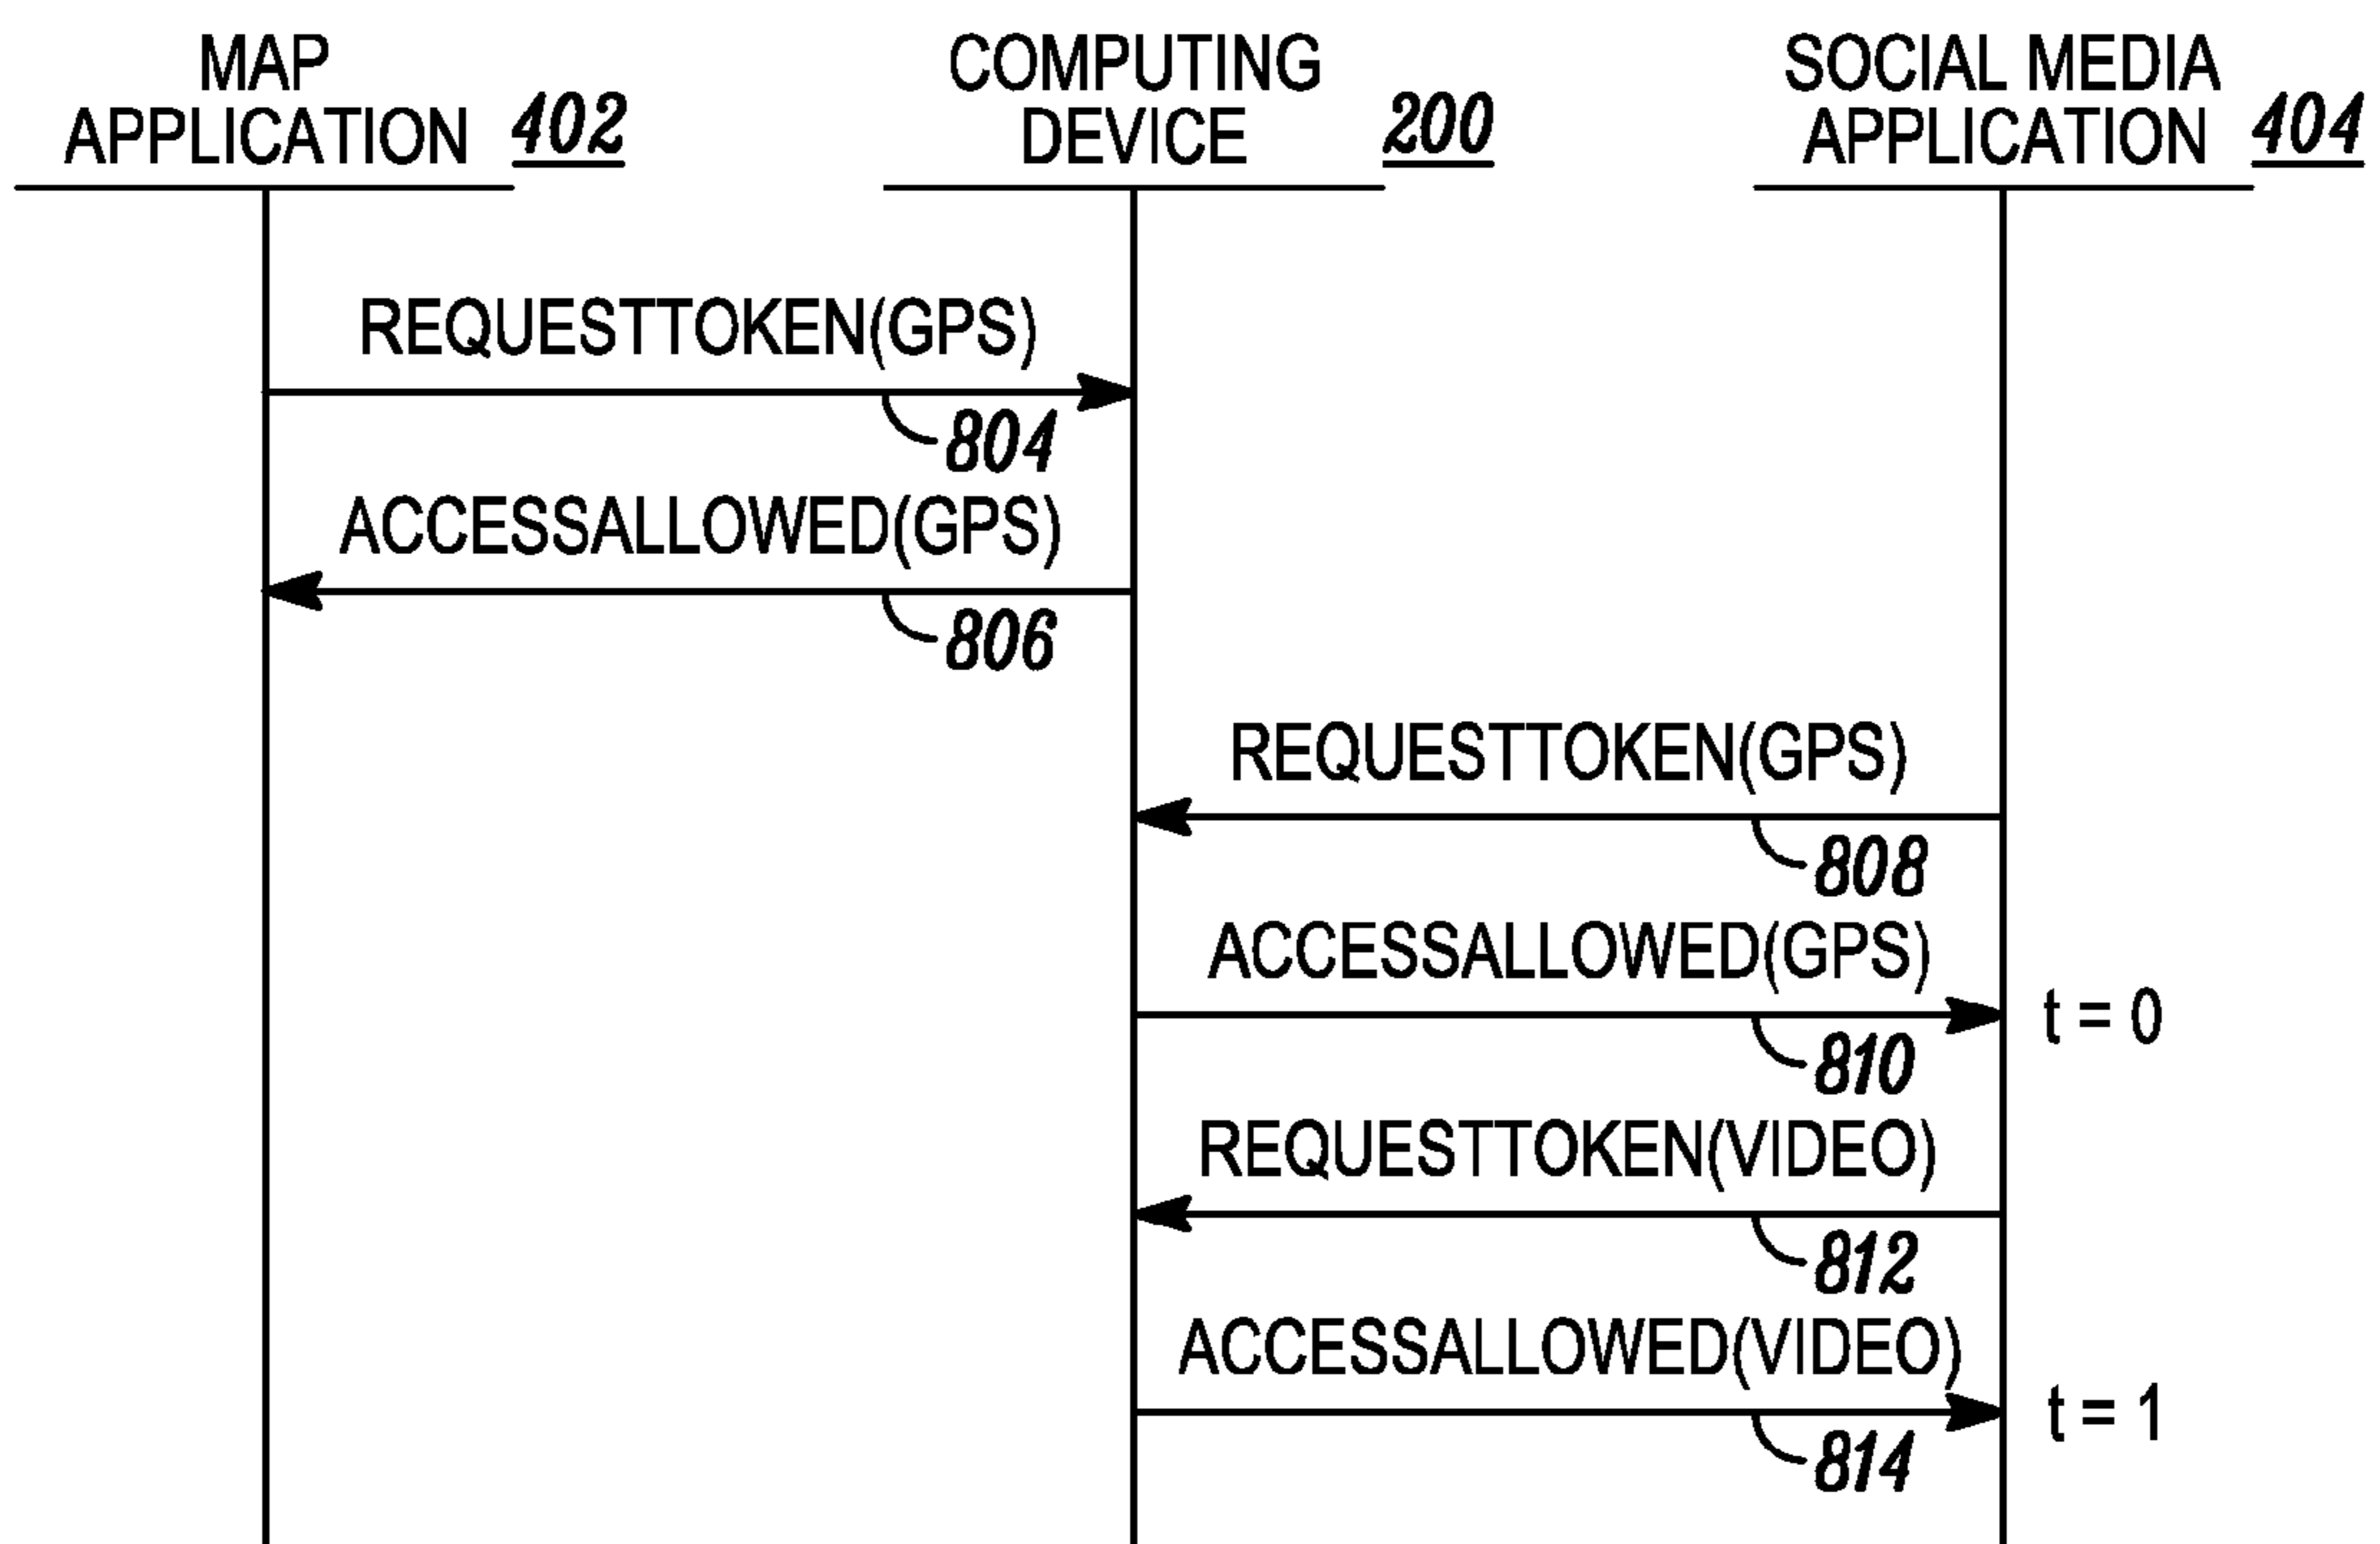 MAP
APPLICATION 402
COMPUTING
DEVICE 200
SOCIAL MEDIA
APPLICATION 404
REQUESTTOKEN(GPS)
804
ACCESSALLOWED(GPS)
806
REQUESTTOKEN(GPS)
808
ACCESSALLOWED(GPS)
t = 0
810
REQUESTTOKEN(VIDEO)
812
ACCESSALLOWED(VIDEO)
t = 1
814